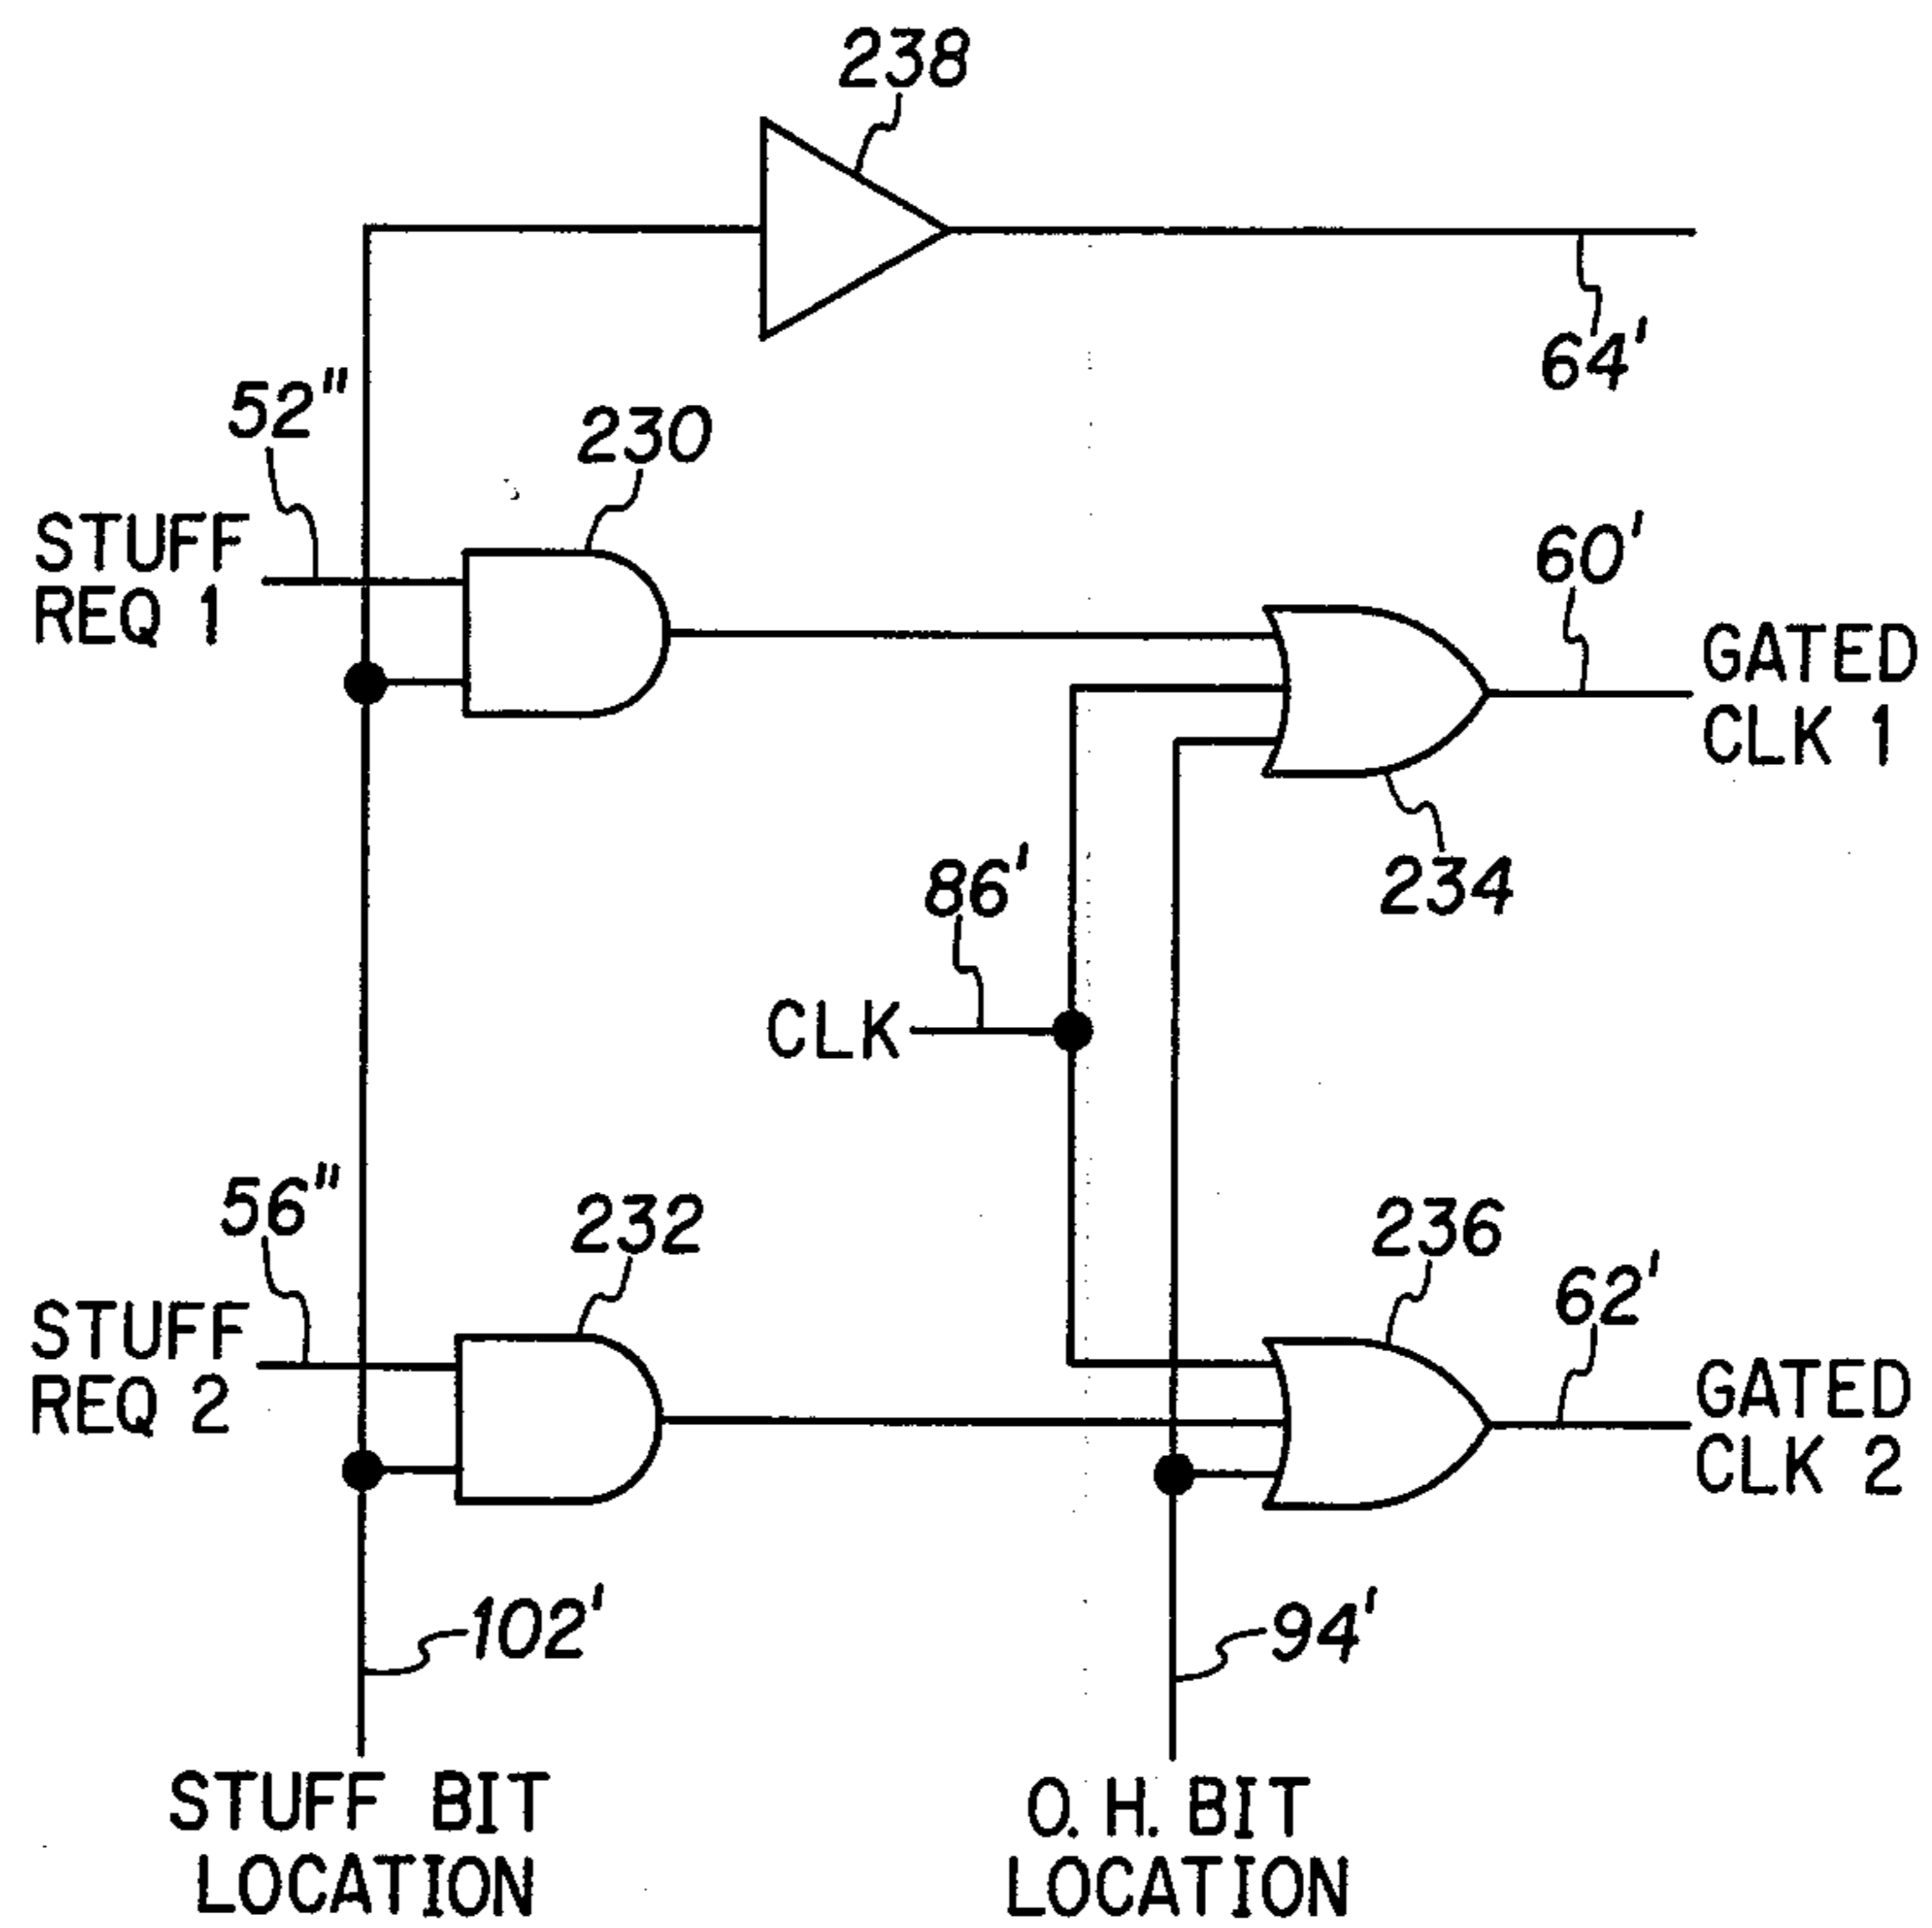 238
64'
52"
230
STUFF
REQ 1
60'
GATED
CLK 1
234
86'
CLK
56"
232
236
62'
STUFF
REQ 2
GATED
CLK 2
102'
94'
STUFF BIT
LOCATION
O. H. BIT
LOCATION